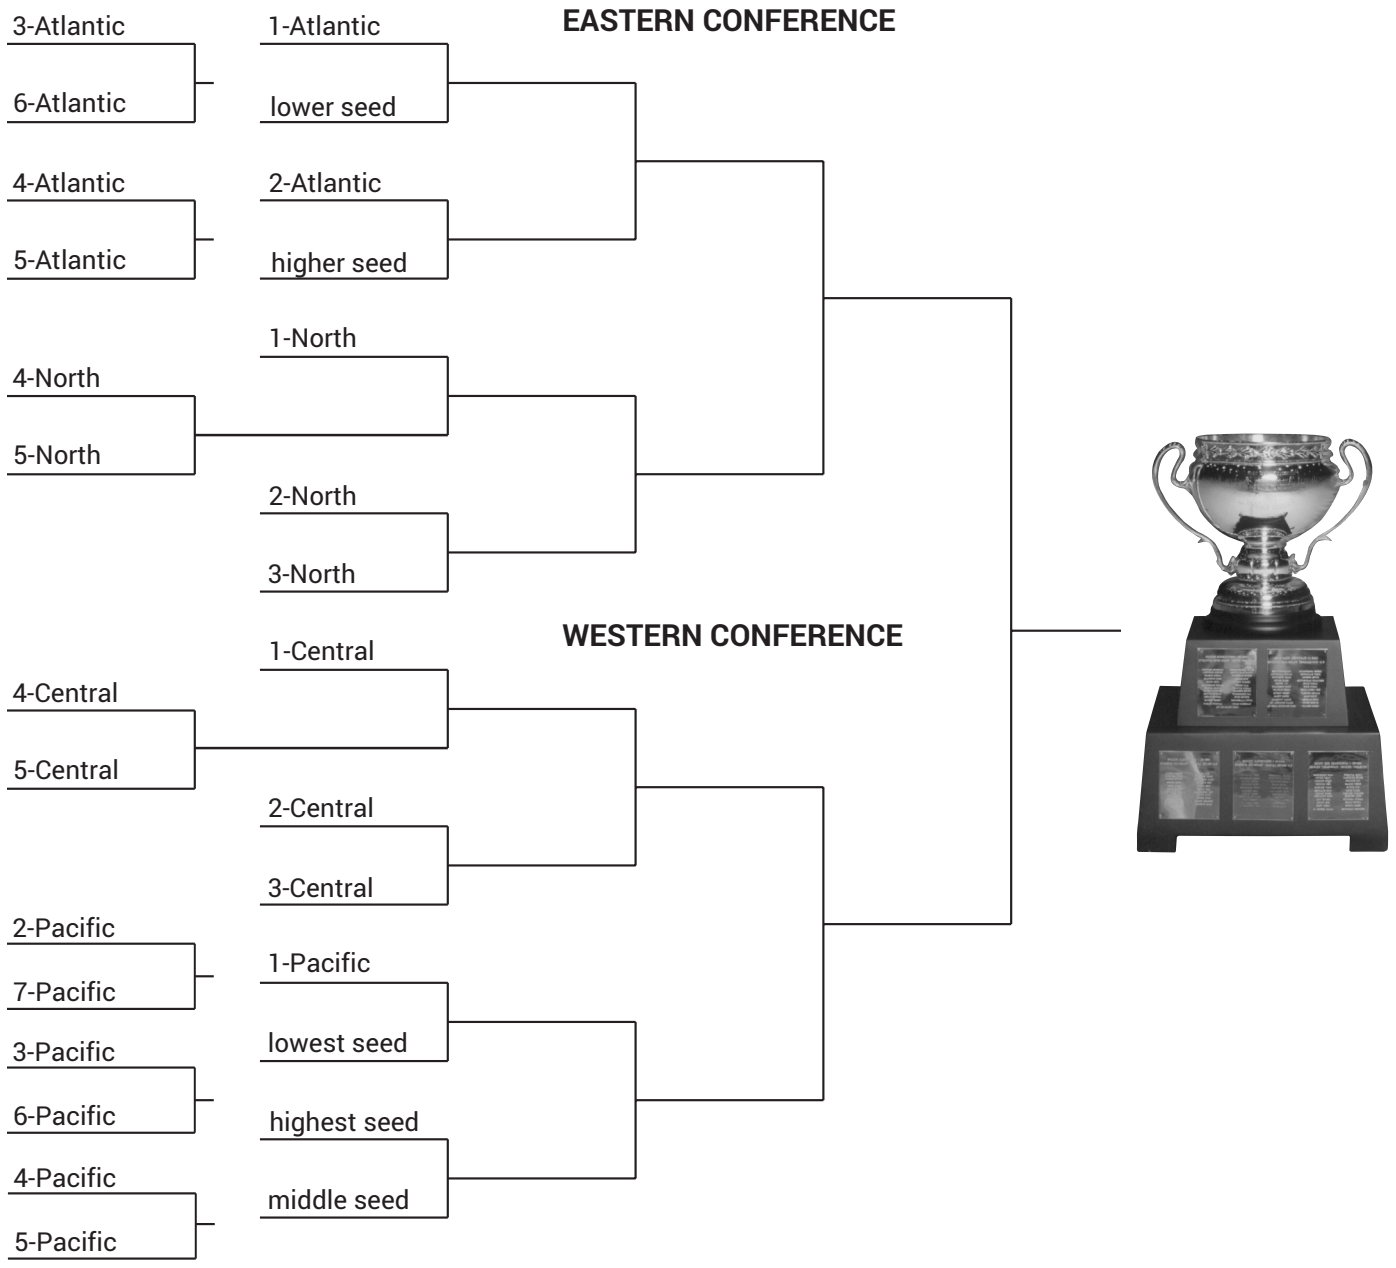 EASTERN CONFERENCE
3-Atlantic
6-Atlantic
4-Atlantic
5-Atlantic
1-Atlantic
lower seed
2-Atlantic
higher seed
4-North
5-North
1-North
2-North
3-North
WESTERN CONFERENCE
4-Central
5-Central
1-Central
2-Central
3-Central
2-Pacific
7-Pacific
3-Pacific
6-Pacific
4-Pacific
5-Pacific
1-Pacific
lowest seed
highest seed
middle seed